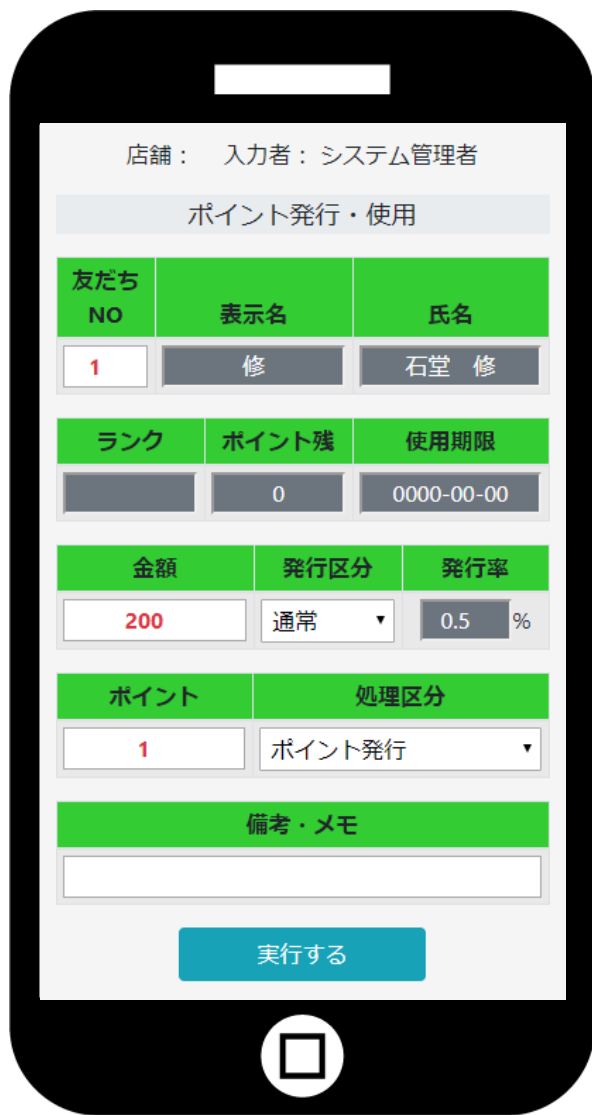 店舗： 入力者： システム管理者
ポイント発行・使用
友だち
NO 表示名 氏名
1 修 石堂 修
ランク ポイント残 使用期限
0 0000-00-00
金額 発行区分 発行率
200 通常 0.5 %
ポイント 処理区分
1 ポイント発行
備考・メモ
実行する